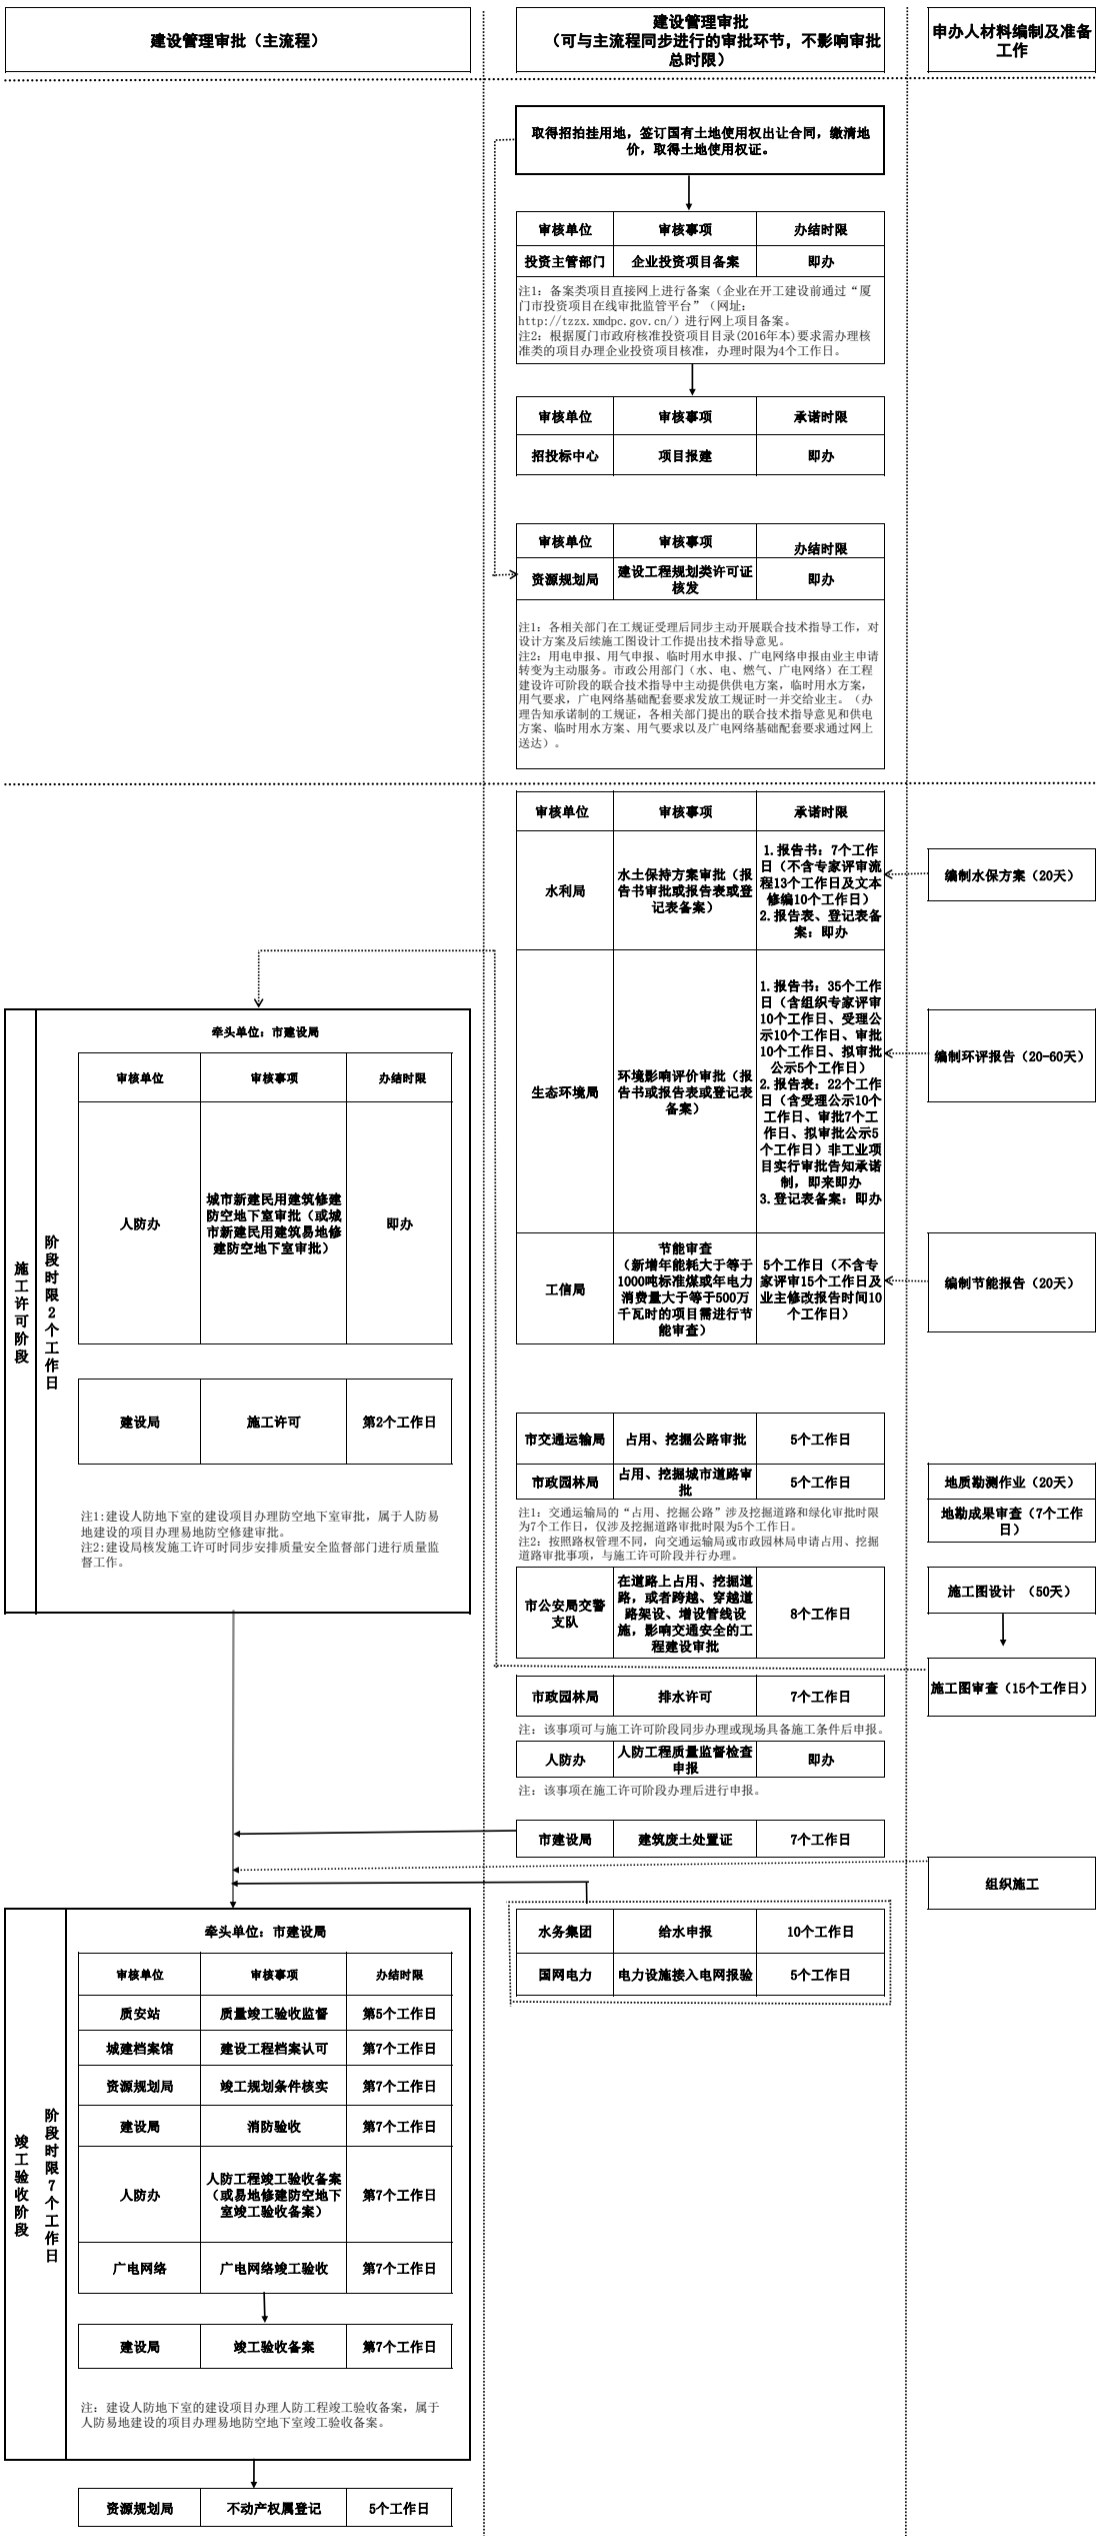 建设管理审批（主流程）
建设管理审批
（可与主流程同步进行的审批环节，不影响审批
总时限）
申办人材料编制及准备
工作
取得招拍挂用地，签订国有土地使用权出让合同，缴清地
价，取得土地使用权证。
审核单位 审核事项 办结时限
投资主管部门 企业投资项目备案 即办
注1：备案类项目直接网上进行备案（企业在开工建设前通过“厦
门市投资项目在线审批监管平台”（网址：
http://tzzx.xmdpc.gov.cn/）进行网上项目备案。
注2：根据厦门市政府核准投资项目目录(2016年本)要求需办理核
准类的项目办理企业投资项目核准，办理时限为4个工作日。
审核单位 审核事项 承诺时限
招投标中心 项目报建 即办
审核单位 审核事项 办结时限
资源规划局
建设工程规划类许可证
核发
即办
注1：各相关部门在工规证受理后同步主动开展联合技术指导工作，对
设计方案及后续施工图设计工作提出技术指导意见。
注2：用电申报、用气申报、临时用水申报、广电网络申报由业主申请
转变为主动服务。市政公用部门（水、电、燃气、广电网络）在工程
建设许可阶段的联合技术指导中主动提供供电方案，临时用水方案，
用气要求，广电网络基础配套要求发放工规证时一并交给业主。（办
理告知承诺制的工规证，各相关部门提出的联合技术指导意见和供电
方案、临时用水方案、用气要求以及广电网络基础配套要求通过网上
送达）。
审核单位 审核事项 承诺时限
水利局
水土保持方案审批（报
告书审批或报告表或登
记表备案）
1.报告书：7个工作
日（不含专家评审流
程13个工作日及文本
修编10个工作日）
2.报告表、登记表备
案：即办
编制水保方案（20天）
生态环境局
环境影响评价审批（报
告书或报告表或登记表
备案）
1.报告书：35个工作
日（含组织专家评审
10个工作日、受理公
示10个工作日、审批
10个工作日、拟审批
公示5个工作日）
2.报告表：22个工作
日（含受理公示10个
工作日、审批7个工
作日、拟审批公示5
个工作日）非工业项
目实行审批告知承诺
制，即来即办
3.登记表备案：即办
编制环评报告（20-60天）
工信局
节能审查
（新增年能耗大于等于
1000吨标准煤或年电力
消费量大于等于500万
千瓦时的项目需进行节
能审查）
5个工作日（不含专
家评审15个工作日及
业主修改报告时间10
个工作日）
编制节能报告（20天）
施工许可阶段
阶段时限2个工作日
牵头单位：市建设局
审核单位 审核事项 办结时限
人防办
城市新建民用建筑修建
防空地下室审批（或城
市新建民用建筑易地修
建防空地下室审批）
即办
建设局 施工许可 第2个工作日
注1:建设人防地下室的建设项目办理防空地下室审批，属于人防易
地建设的项目办理易地防空修建审批。
注2:建设局核发施工许可时同步安排质量安全监督部门进行质量监
督工作。
市交通运输局 占用、挖掘公路审批 5个工作日
市政园林局
占用、挖掘城市道路审
批
5个工作日
注1：交通运输局的“占用、挖掘公路”涉及挖掘道路和绿化审批时限
为7个工作日，仅涉及挖掘道路审批时限为5个工作日。
注2：按照路权管理不同，向交通运输局或市政园林局申请占用、挖掘
道路审批事项，与施工许可阶段并行办理。
市公安局交警
支队
在道路上占用、挖掘道
路，或者跨越、穿越道
路架设、增设管线设
施，影响交通安全的工
程建设审批
8个工作日
地质勘测作业（20天）
地勘成果审查（7个工作
日）
施工图设计 （50天）
施工图审查（15个工作日）
市政园林局 排水许可 7个工作日
注：该事项可与施工许可阶段同步办理或现场具备施工条件后申报。
人防办
人防工程质量监督检查
申报
即办
注：该事项在施工许可阶段办理后进行申报。
市建设局 建筑废土处置证 7个工作日
组织施工
水务集团 给水申报 10个工作日
国网电力 电力设施接入电网报验 5个工作日
竣工验收阶段
阶段时限7个工作日
牵头单位：市建设局
审核单位 审核事项 办结时限
质安站 质量竣工验收监督 第5个工作日
城建档案馆 建设工程档案认可 第7个工作日
资源规划局 竣工规划条件核实 第7个工作日
建设局 消防验收 第7个工作日
人防办
人防工程竣工验收备案
（或易地修建防空地下
室竣工验收备案）
第7个工作日
广电网络 广电网络竣工验收 第7个工作日
建设局 竣工验收备案 第7个工作日
注：建设人防地下室的建设项目办理人防工程竣工验收备案，属于
人防易地建设的项目办理易地防空地下室竣工验收备案。
资源规划局 不动产权属登记 5个工作日